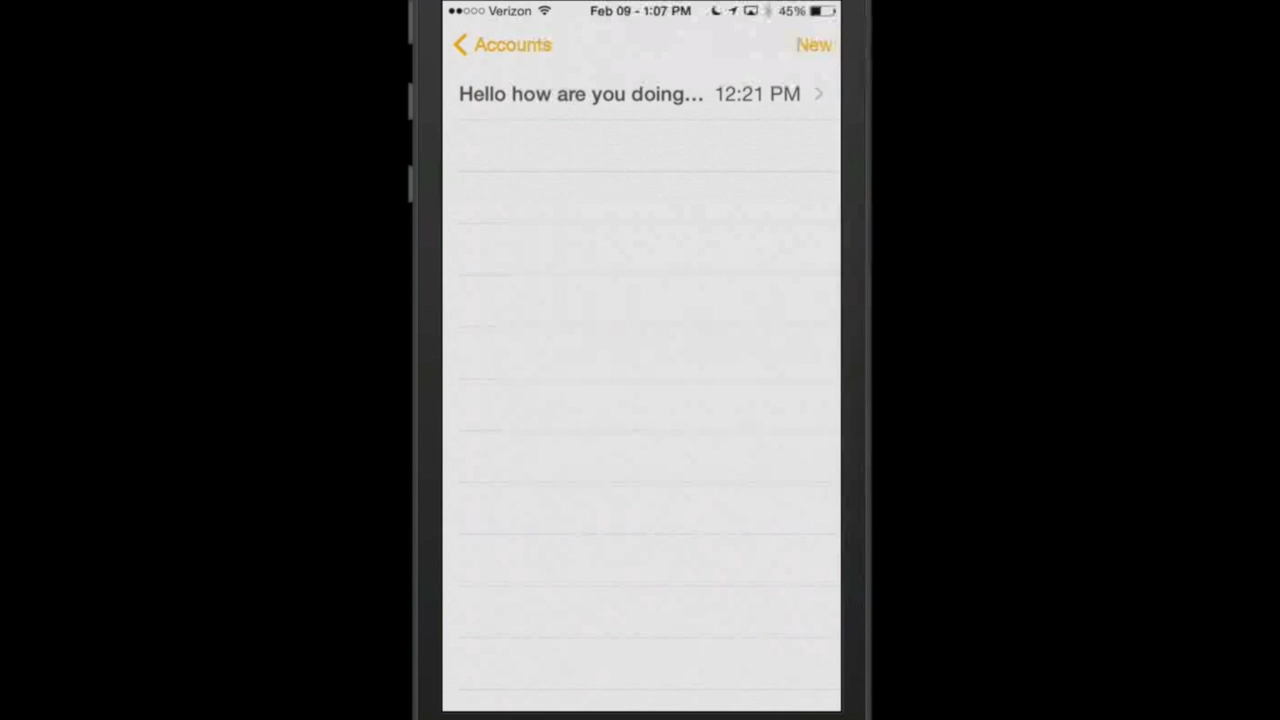 Verizon Feb 09 - 1:07 PM 45%
Accounts New
Hello how are you doing... 12:21 PM